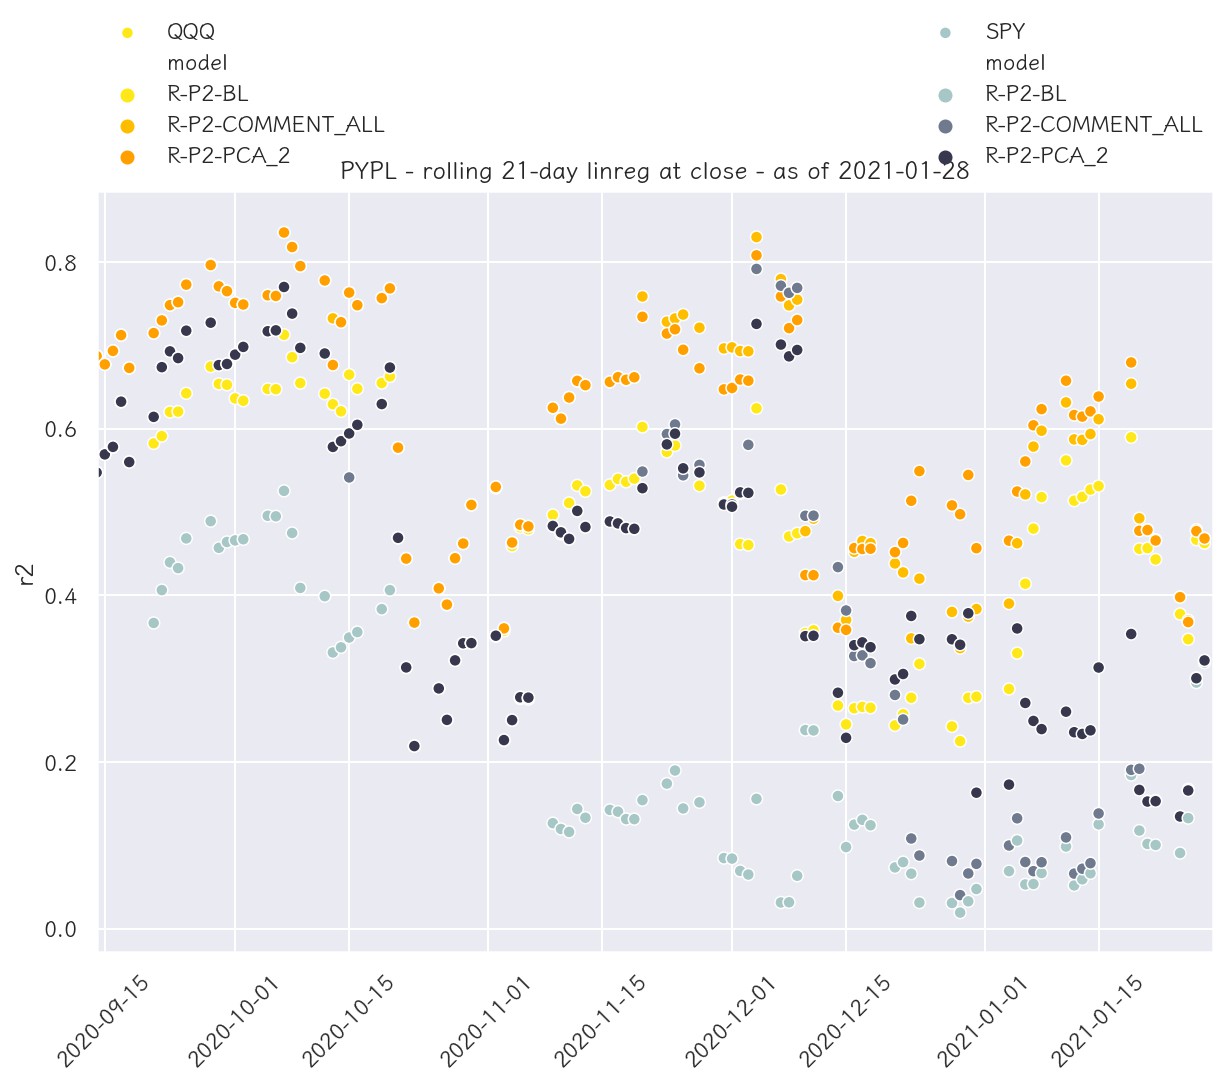 QQQ
model
R-P2-BL
R-P2-COMMENT_ALL
R-P2-PCA_2
SPY
model
R-P2-BL
R-P2-COMMENT_ALL
R-P2-PCA_2
PYPL - rolling 21-day linreg at close - as of 2021-01-28
r2
0.8
0.6
0.4
0.2
0.0
2020-09-15
2020-10-01
2020-10-15
2020-11-01
2020-11-15
2020-12-01
2020-12-15
2021-01-01
2021-01-15